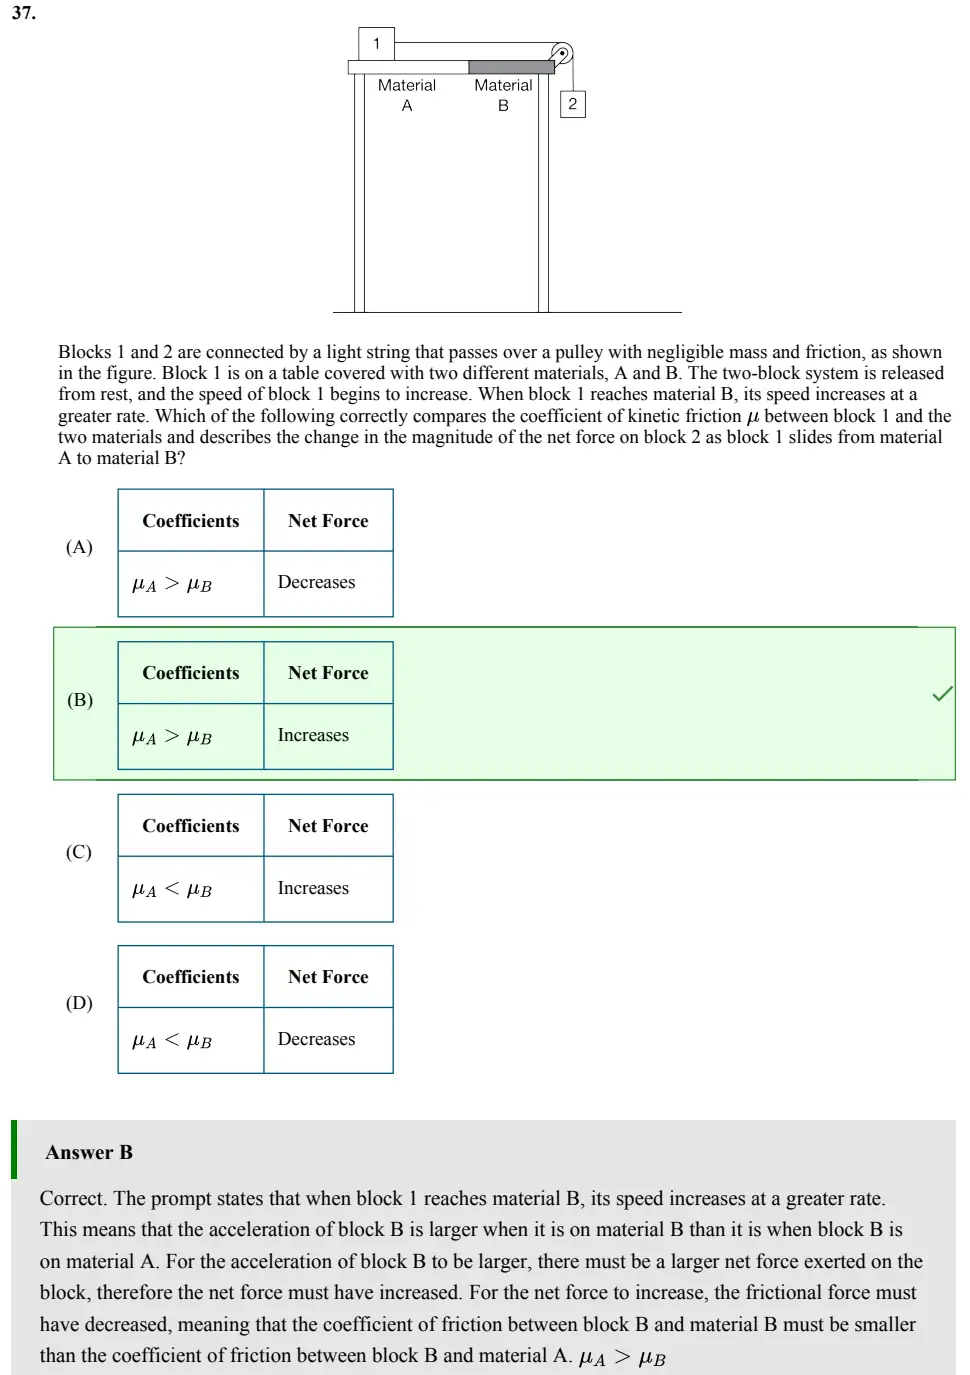 37.
1
Material
A
Material
B
2
Blocks 1 and 2 are connected by a light string that passes over a pulley with negligible mass and friction, as shown
in the figure. Block 1 is on a table covered with two different materials, A and B. The two-block system is released
from rest, and the speed of block 1 begins to increase. When block 1 reaches material B, its speed increases at a
greater rate. Which of the following correctly compares the coefficient of kinetic friction μ between block 1 and the
two materials and describes the change in the magnitude of the net force on block 2 as block 1 slides from material
A to material B?
(A)
Coefficients Net Force
μA > μB Decreases
(B)
Coefficients Net Force
μA > μB Increases
(C)
Coefficients Net Force
μA < μB Increases
(D)
Coefficients Net Force
μA < μB Decreases
Answer B
Correct. The prompt states that when block 1 reaches material B, its speed increases at a greater rate.
This means that the acceleration of block B is larger when it is on material B than it is when block B is
on material A. For the acceleration of block B to be larger, there must be a larger net force exerted on the
block, therefore the net force must have increased. For the net force to increase, the frictional force must
have decreased, meaning that the coefficient of friction between block B and material B must be smaller
than the coefficient of friction between block B and material A. μA > μB